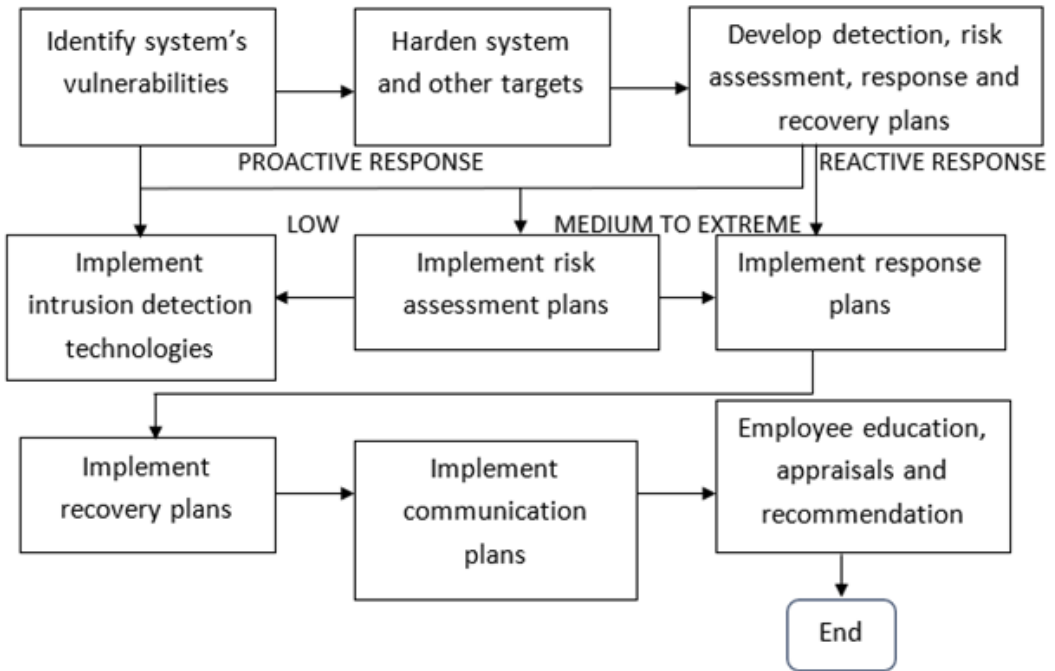 Identify system’s
vulnerabilities
Harden system
and other targets
Develop detection, risk
assessment, response and
recovery plans
PROACTIVE RESPONSE
REACTIVE RESPONSE
LOW
MEDIUM TO EXTREME
Implement
intrusion detection
technologies
Implement risk
assessment plans
Implement response
plans
Implement
recovery plans
Implement
communication
plans
Employee education,
appraisals and
recommendation
End